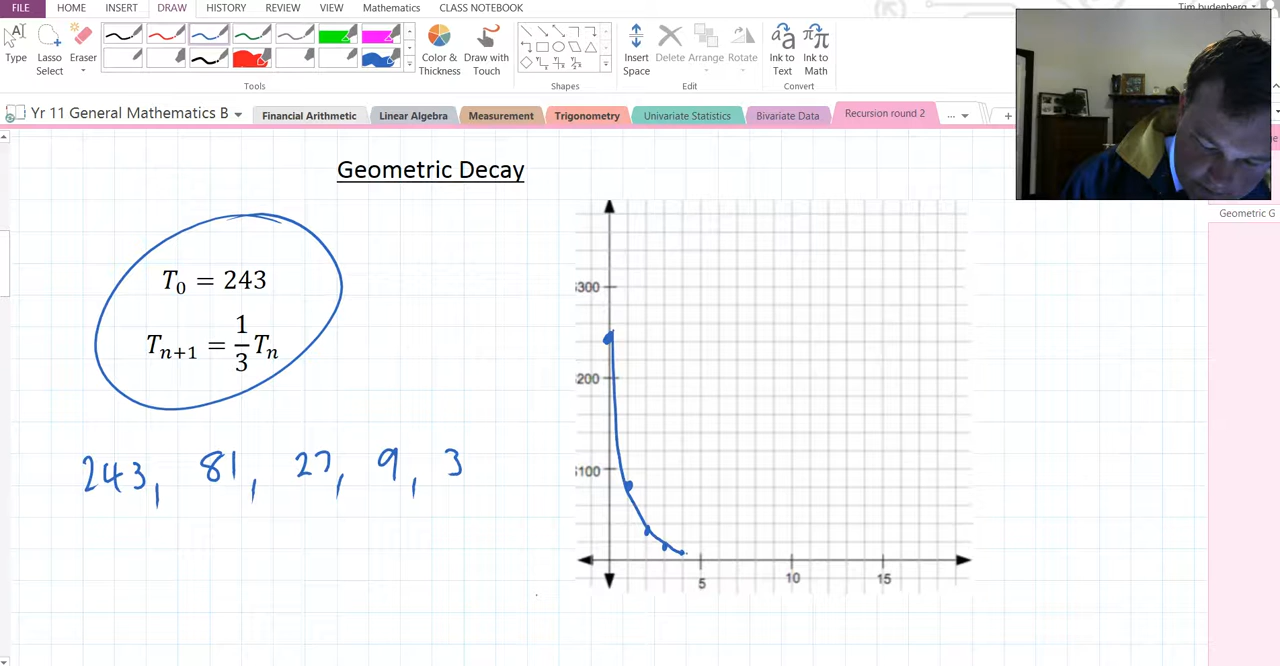 FILE HOME INSERT DRAW HISTORY REVIEW VIEW Mathematics CLASS NOTEBOOK
Tim hudenberg
Type Lasso Select Eraser
Color & Thickness Draw with Touch
Insert Space Delete Arrange Rotate
Ink to Text Ink to Math
Tools Shapes Edit Convert
Yr 11 General Mathematics B Financial Arithmetic Linear Algebra Measurement Trigonometry Univariate Statistics Bivariate Data Recursion round 2 ... +
Geometric Decay
Geometric G
T₀ = 243
Tₙ₊₁ = 1/3 Tₙ
243, 81, 27, 9, 3
$300
$200
$100
5 10 15